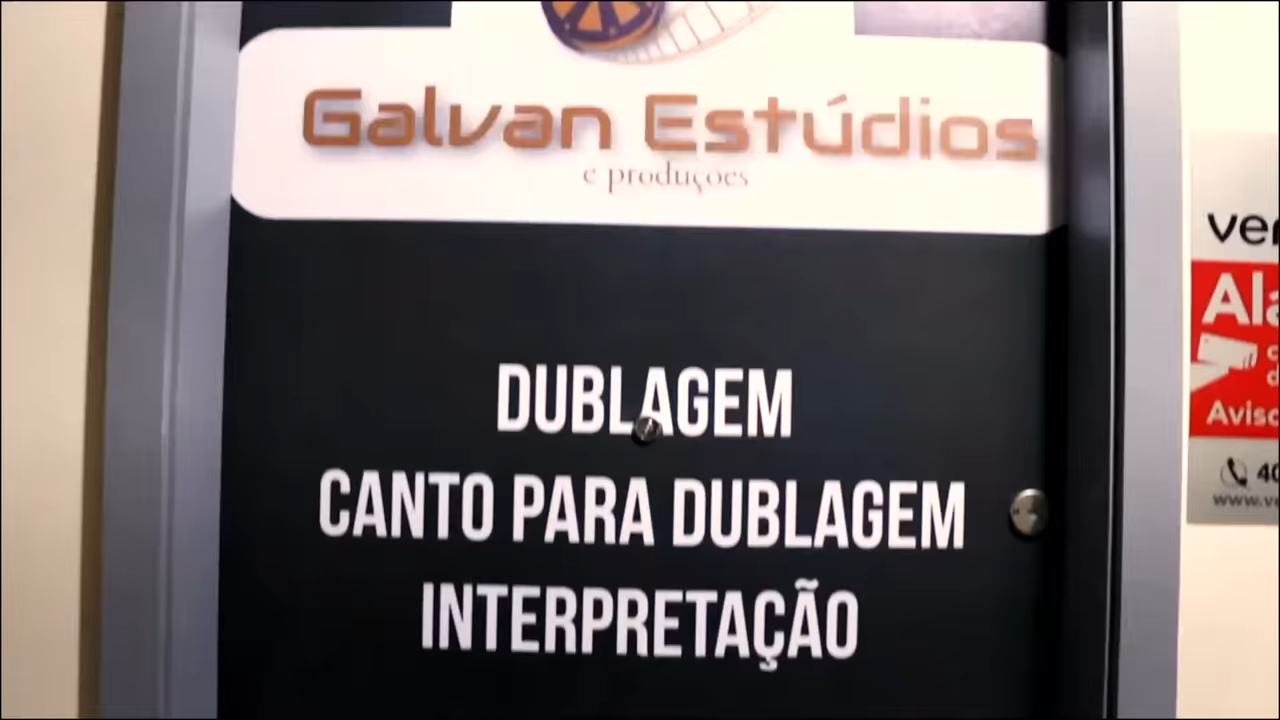 Galvan Estúdios
e produções
DUBLAGEM
CANTO PARA DUBLAGEM
INTERPRETAÇÃO